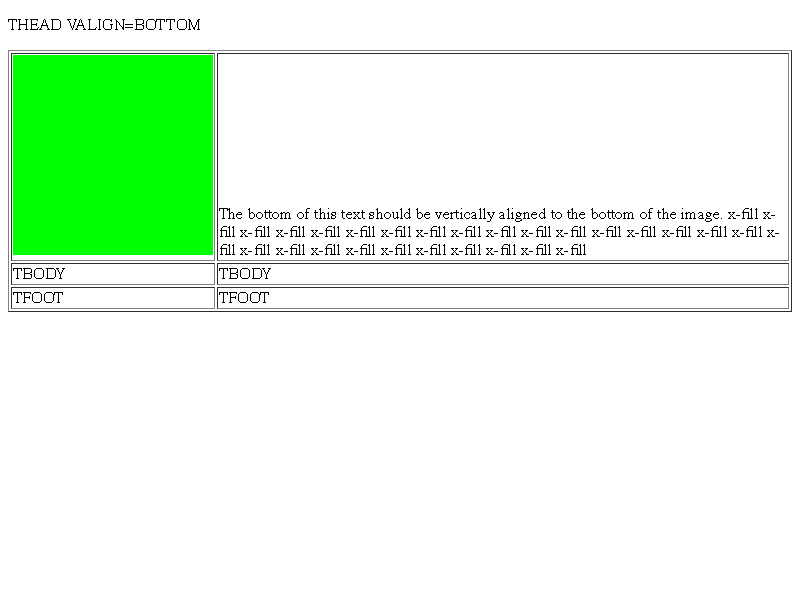 THEAD VALIGN=BOTTOM
The bottom of this text should be vertically aligned to the bottom of the image. x-fill x-
fill x-fill x-fill x-fill x-fill x-fill x-fill x-fill x-fill x-fill x-fill x-fill x-fill x-fill x-fill x-
fill x-fill x-fill x-fill x-fill x-fill x-fill x-fill x-fill x-fill x-fill
TBODY TBODY
TFOOT TFOOT